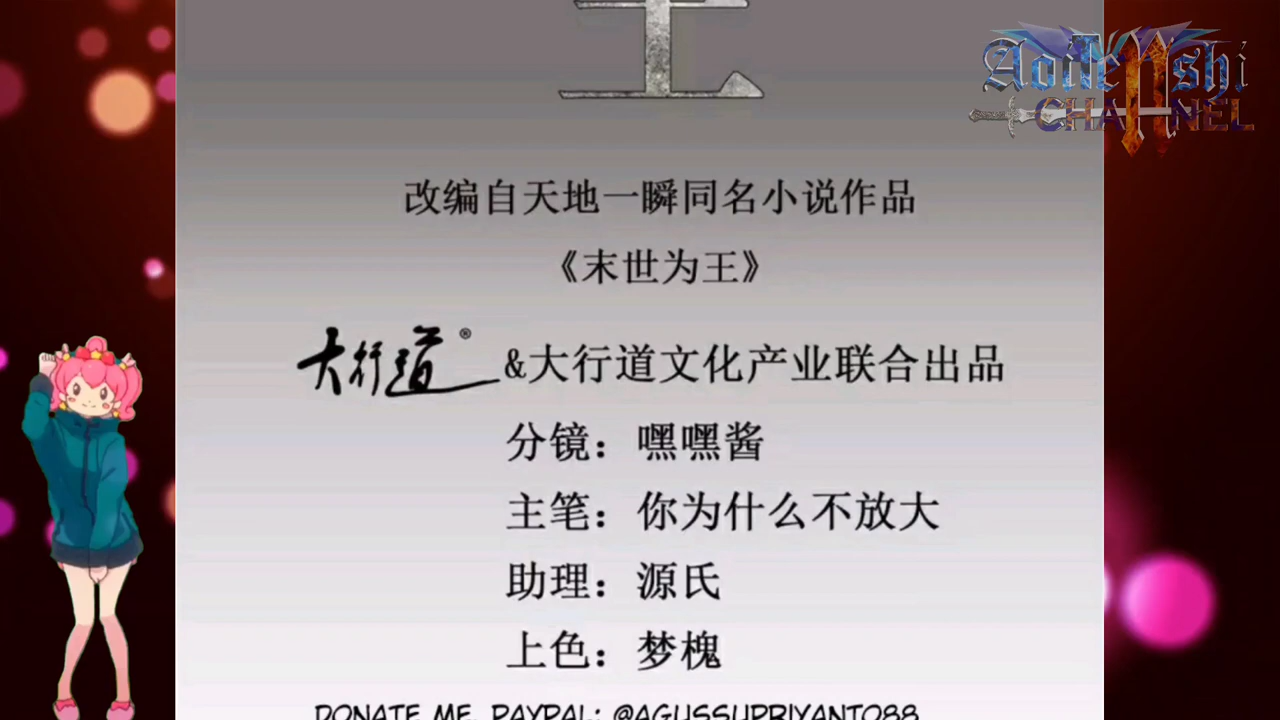 王
AoiTenshi
CHANNEL
改编自天地一瞬同名小说作品
《末世为王》
大行道® &大行道文化产业联合出品
分镜：嘿嘿酱
主笔：你为什么不放大
助理：源氏
上色：梦槐
DONATE ME. PAYPAL: @AGUSSUPRIYANTO88